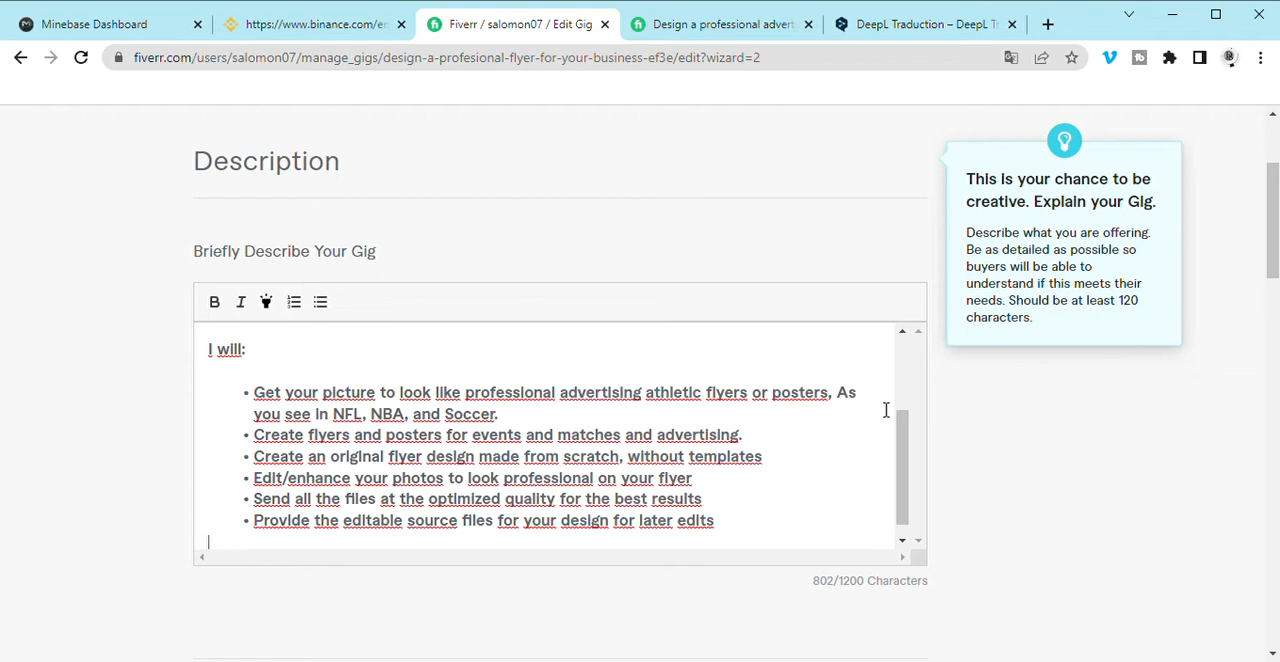 Minebase Dashboard
https://www.binance.com/en
Fiverr / salomon07 / Edit Gig
Design a professional advert
DeepL Traduction – DeepL Tr
fiverr.com/users/salomon07/manage_gigs/design-a-profesional-flyer-for-your-business-ef3e/edit?wizard=2
Description
Briefly Describe Your Gig
B I
I will:
• Get your picture to look like professional advertising athletic flyers or posters, As
you see in NFL, NBA, and Soccer.
• Create flyers and posters for events and matches and advertising.
• Create an original flyer design made from scratch, without templates
• Edit/enhance your photos to look professional on your flyer
• Send all the files at the optimized quality for the best results
• Provide the editable source files for your design for later edits
802/1200 Characters
This is your chance to be
creative. Explain your Gig.
Describe what you are offering.
Be as detailed as possible so
buyers will be able to
understand if this meets their
needs. Should be at least 120
characters.